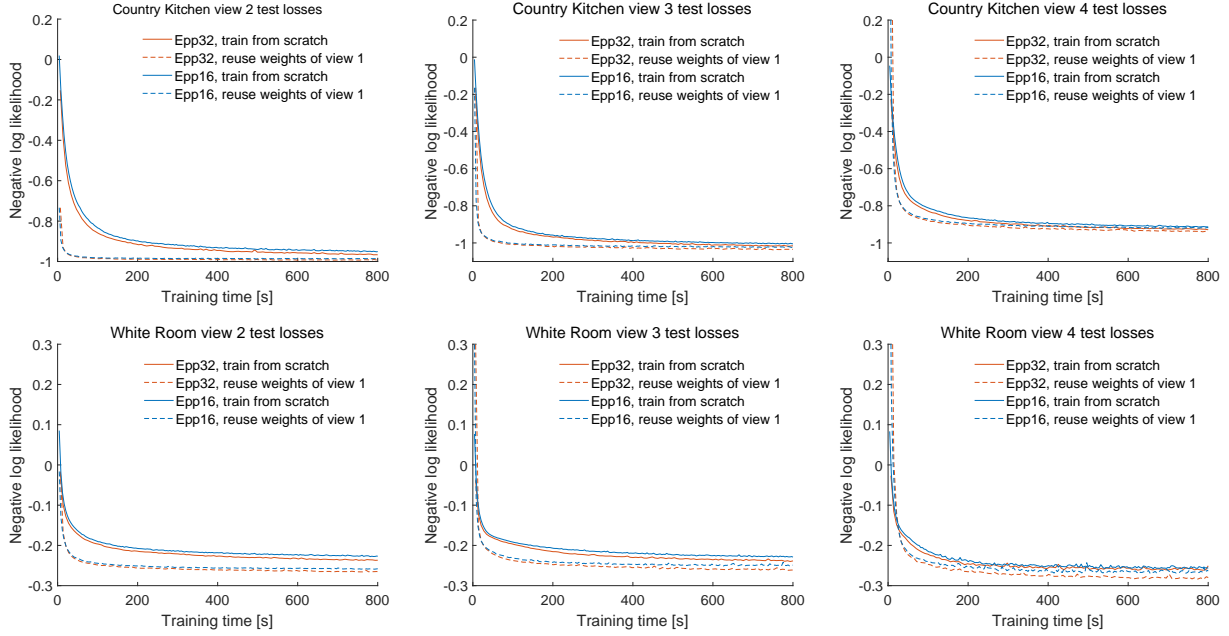 Country Kitchen view 2 test losses
0.2
0
-0.2
-0.4
-0.6
-0.8
-1
Negative log likelihood
Epp32, train from scratch
Epp32, reuse weights of view 1
Epp16, train from scratch
Epp16, reuse weights of view 1
0 200 400 600 800
Training time [s]
Country Kitchen view 3 test losses
0.2
0
-0.2
-0.4
-0.6
-0.8
-1
Negative log likelihood
Epp32, train from scratch
Epp32, reuse weights of view 1
Epp16, train from scratch
Epp16, reuse weights of view 1
0 200 400 600 800
Training time [s]
Country Kitchen view 4 test losses
0.2
0
-0.2
-0.4
-0.6
-0.8
-1
Negative log likelihood
Epp32, train from scratch
Epp32, reuse weights of view 1
Epp16, train from scratch
Epp16, reuse weights of view 1
0 200 400 600 800
Training time [s]
White Room view 2 test losses
0.3
0.2
0.1
0
-0.1
-0.2
-0.3
Negative log likelihood
Epp32, train from scratch
Epp32, reuse weights of view 1
Epp16, train from scratch
Epp16, reuse weights of view 1
0 200 400 600 800
Training time [s]
White Room view 3 test losses
0.3
0.2
0.1
0
-0.1
-0.2
-0.3
Negative log likelihood
Epp32, train from scratch
Epp32, reuse weights of view 1
Epp16, train from scratch
Epp16, reuse weights of view 1
0 200 400 600 800
Training time [s]
White Room view 4 test losses
0.3
0.2
0.1
0
-0.1
-0.2
-0.3
Negative log likelihood
Epp32, train from scratch
Epp32, reuse weights of view 1
Epp16, train from scratch
Epp16, reuse weights of view 1
0 200 400 600 800
Training time [s]